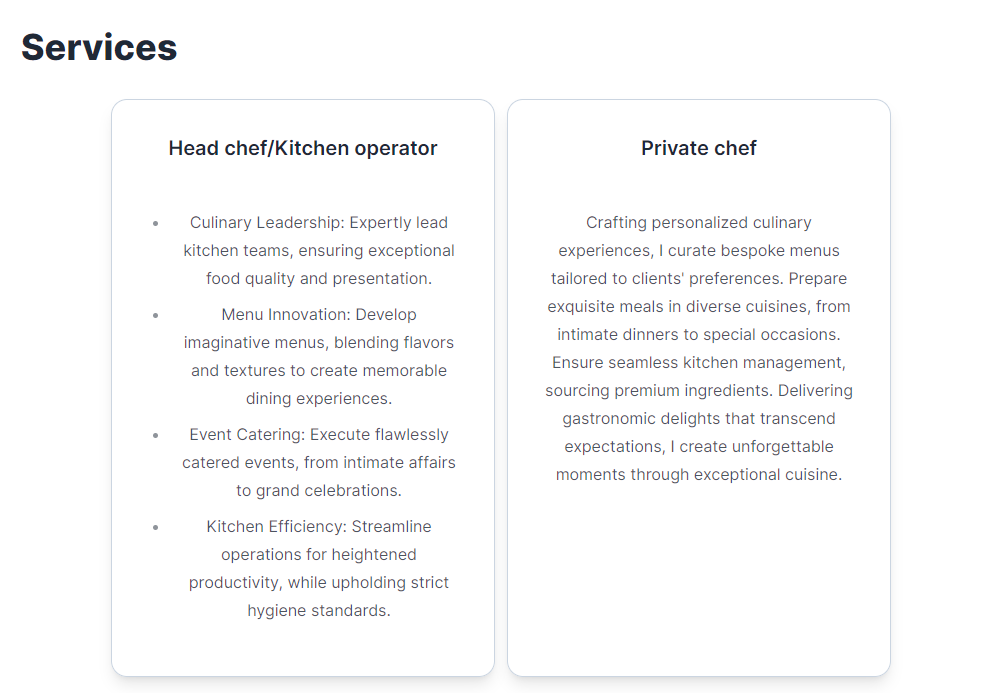 Services
Head chef/Kitchen operator
• Culinary Leadership: Expertly lead
kitchen teams, ensuring exceptional
food quality and presentation.
• Menu Innovation: Develop
imaginative menus, blending flavors
and textures to create memorable
dining experiences.
• Event Catering: Execute flawlessly
catered events, from intimate affairs
to grand celebrations.
• Kitchen Efficiency: Streamline
operations for heightened
productivity, while upholding strict
hygiene standards.
Private chef
Crafting personalized culinary
experiences, I curate bespoke menus
tailored to clients' preferences. Prepare
exquisite meals in diverse cuisines, from
intimate dinners to special occasions.
Ensure seamless kitchen management,
sourcing premium ingredients. Delivering
gastronomic delights that transcend
expectations, I create unforgettable
moments through exceptional cuisine.